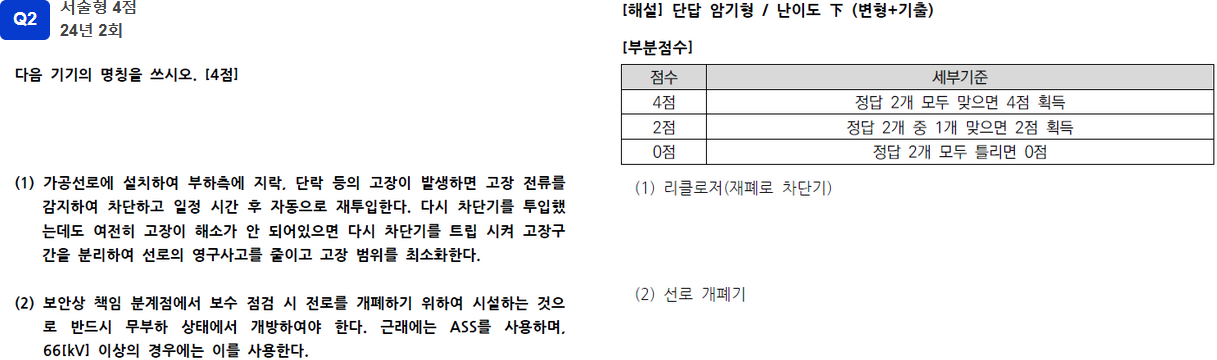 Q2
서술형 4점
24년 2회
다음 기기의 명칭을 쓰시오. [4점]
(1) 가공선로에 설치하여 부하측에 지락, 단락 등의 고장이 발생하면 고장 전류를
감지하여 차단하고 일정 시간 후 자동으로 재투입한다. 다시 차단기를 투입했
는데도 여전히 고장이 해소가 안 되어있으면 다시 차단기를 트립 시켜 고장구
간을 분리하여 선로의 영구사고를 줄이고 고장 범위를 최소화한다.
(2) 보안상 책임 분계점에서 보수 점검 시 전로를 개폐하기 위하여 시설하는 것으
로 반드시 무부하 상태에서 개방하여야 한다. 근래에는 ASS를 사용하며,
66[kV] 이상의 경우에는 이를 사용한다.
[해설] 단답 암기형 / 난이도 下 (변형+기출)
[부분점수]
점수 세부기준
4점 정답 2개 모두 맞으면 4점 획득
2점 정답 2개 중 1개 맞으면 2점 획득
0점 정답 2개 모두 틀리면 0점
(1) 리클로저(재폐로 차단기)
(2) 선로 개폐기